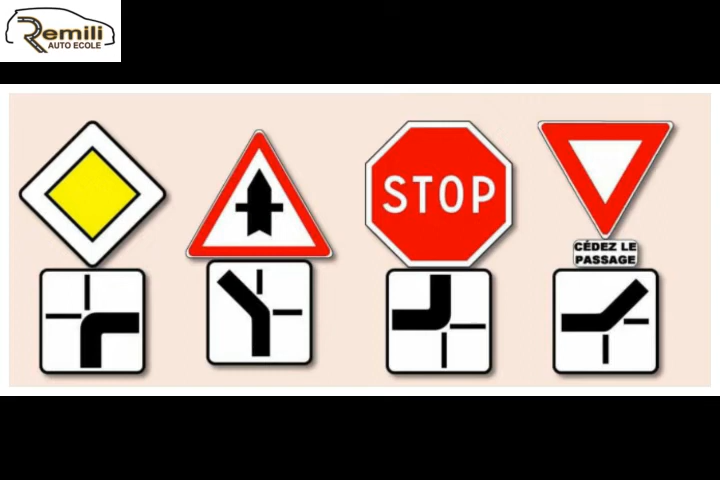 Remili
AUTO ECOLE
STOP
CÉDEZ LE
PASSAGE